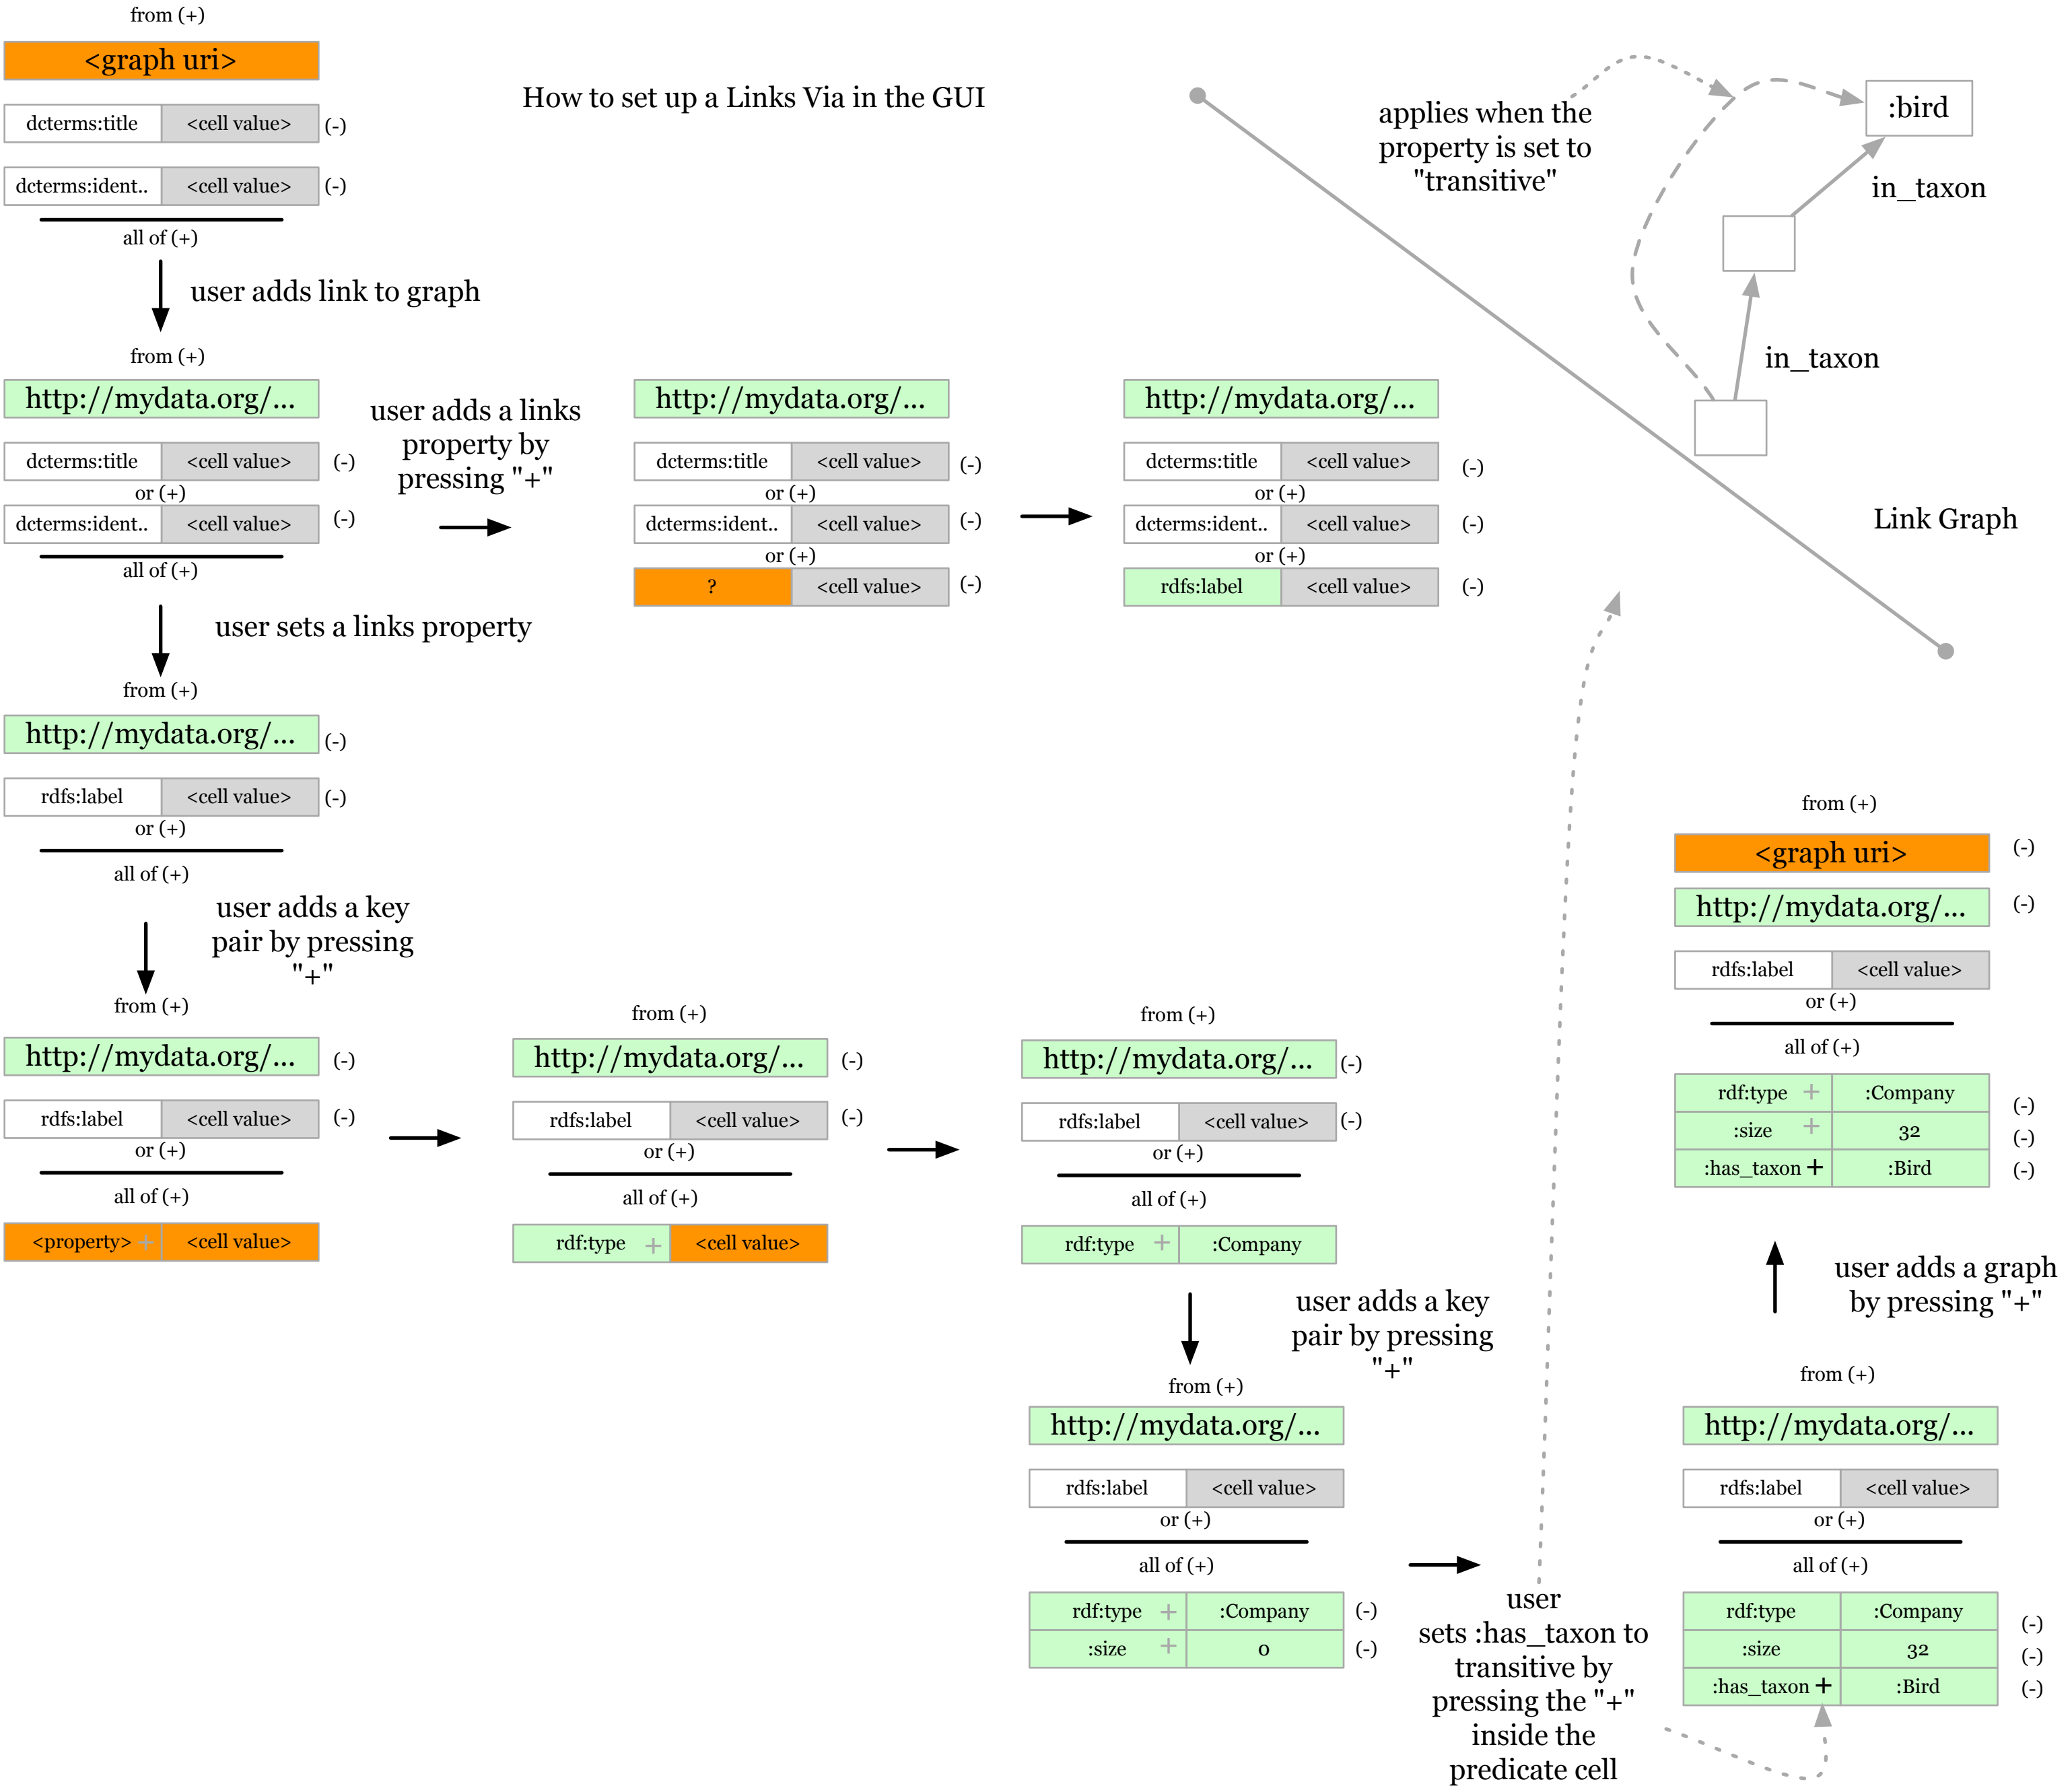 from (+)
<graph uri>
dcterms:title <cell value> (-)
dcterms:ident.. <cell value> (-)
all of (+)
user adds link to graph
How to set up a Links Via in the GUI
applies when the
property is set to
"transitive"
:bird
in_taxon
in_taxon
Link Graph
from (+)
http://mydata.org/...
dcterms:title <cell value> (-)
or (+)
dcterms:ident.. <cell value> (-)
all of (+)
user adds a links
property by
pressing "+"
http://mydata.org/...
dcterms:title <cell value> (-)
or (+)
dcterms:ident.. <cell value> (-)
or (+)
? <cell value> (-)
http://mydata.org/...
dcterms:title <cell value> (-)
or (+)
dcterms:ident.. <cell value> (-)
or (+)
rdfs:label <cell value> (-)
user sets a links property
from (+)
http://mydata.org/... (-)
rdfs:label <cell value> (-)
or (+)
all of (+)
user adds a key
pair by pressing
"+"
from (+)
http://mydata.org/... (-)
rdfs:label <cell value> (-)
or (+)
all of (+)
<property> + <cell value>
from (+)
http://mydata.org/... (-)
rdfs:label <cell value> (-)
or (+)
all of (+)
rdf:type + <cell value>
from (+)
http://mydata.org/... (-)
rdfs:label <cell value> (-)
or (+)
all of (+)
rdf:type + :Company
user adds a key
pair by pressing
"+"
from (+)
http://mydata.org/...
rdfs:label <cell value>
or (+)
all of (+)
rdf:type + :Company (-)
:size + 0 (-)
user
sets :has_taxon to
transitive by
pressing the "+"
inside the
predicate cell
from (+)
http://mydata.org/...
rdfs:label <cell value>
or (+)
all of (+)
rdf:type :Company (-)
:size 32 (-)
:has_taxon + :Bird (-)
user adds a graph
by pressing "+"
from (+)
<graph uri> (-)
http://mydata.org/... (-)
rdfs:label <cell value>
or (+)
all of (+)
rdf:type + :Company (-)
:size + 32 (-)
:has_taxon + :Bird (-)